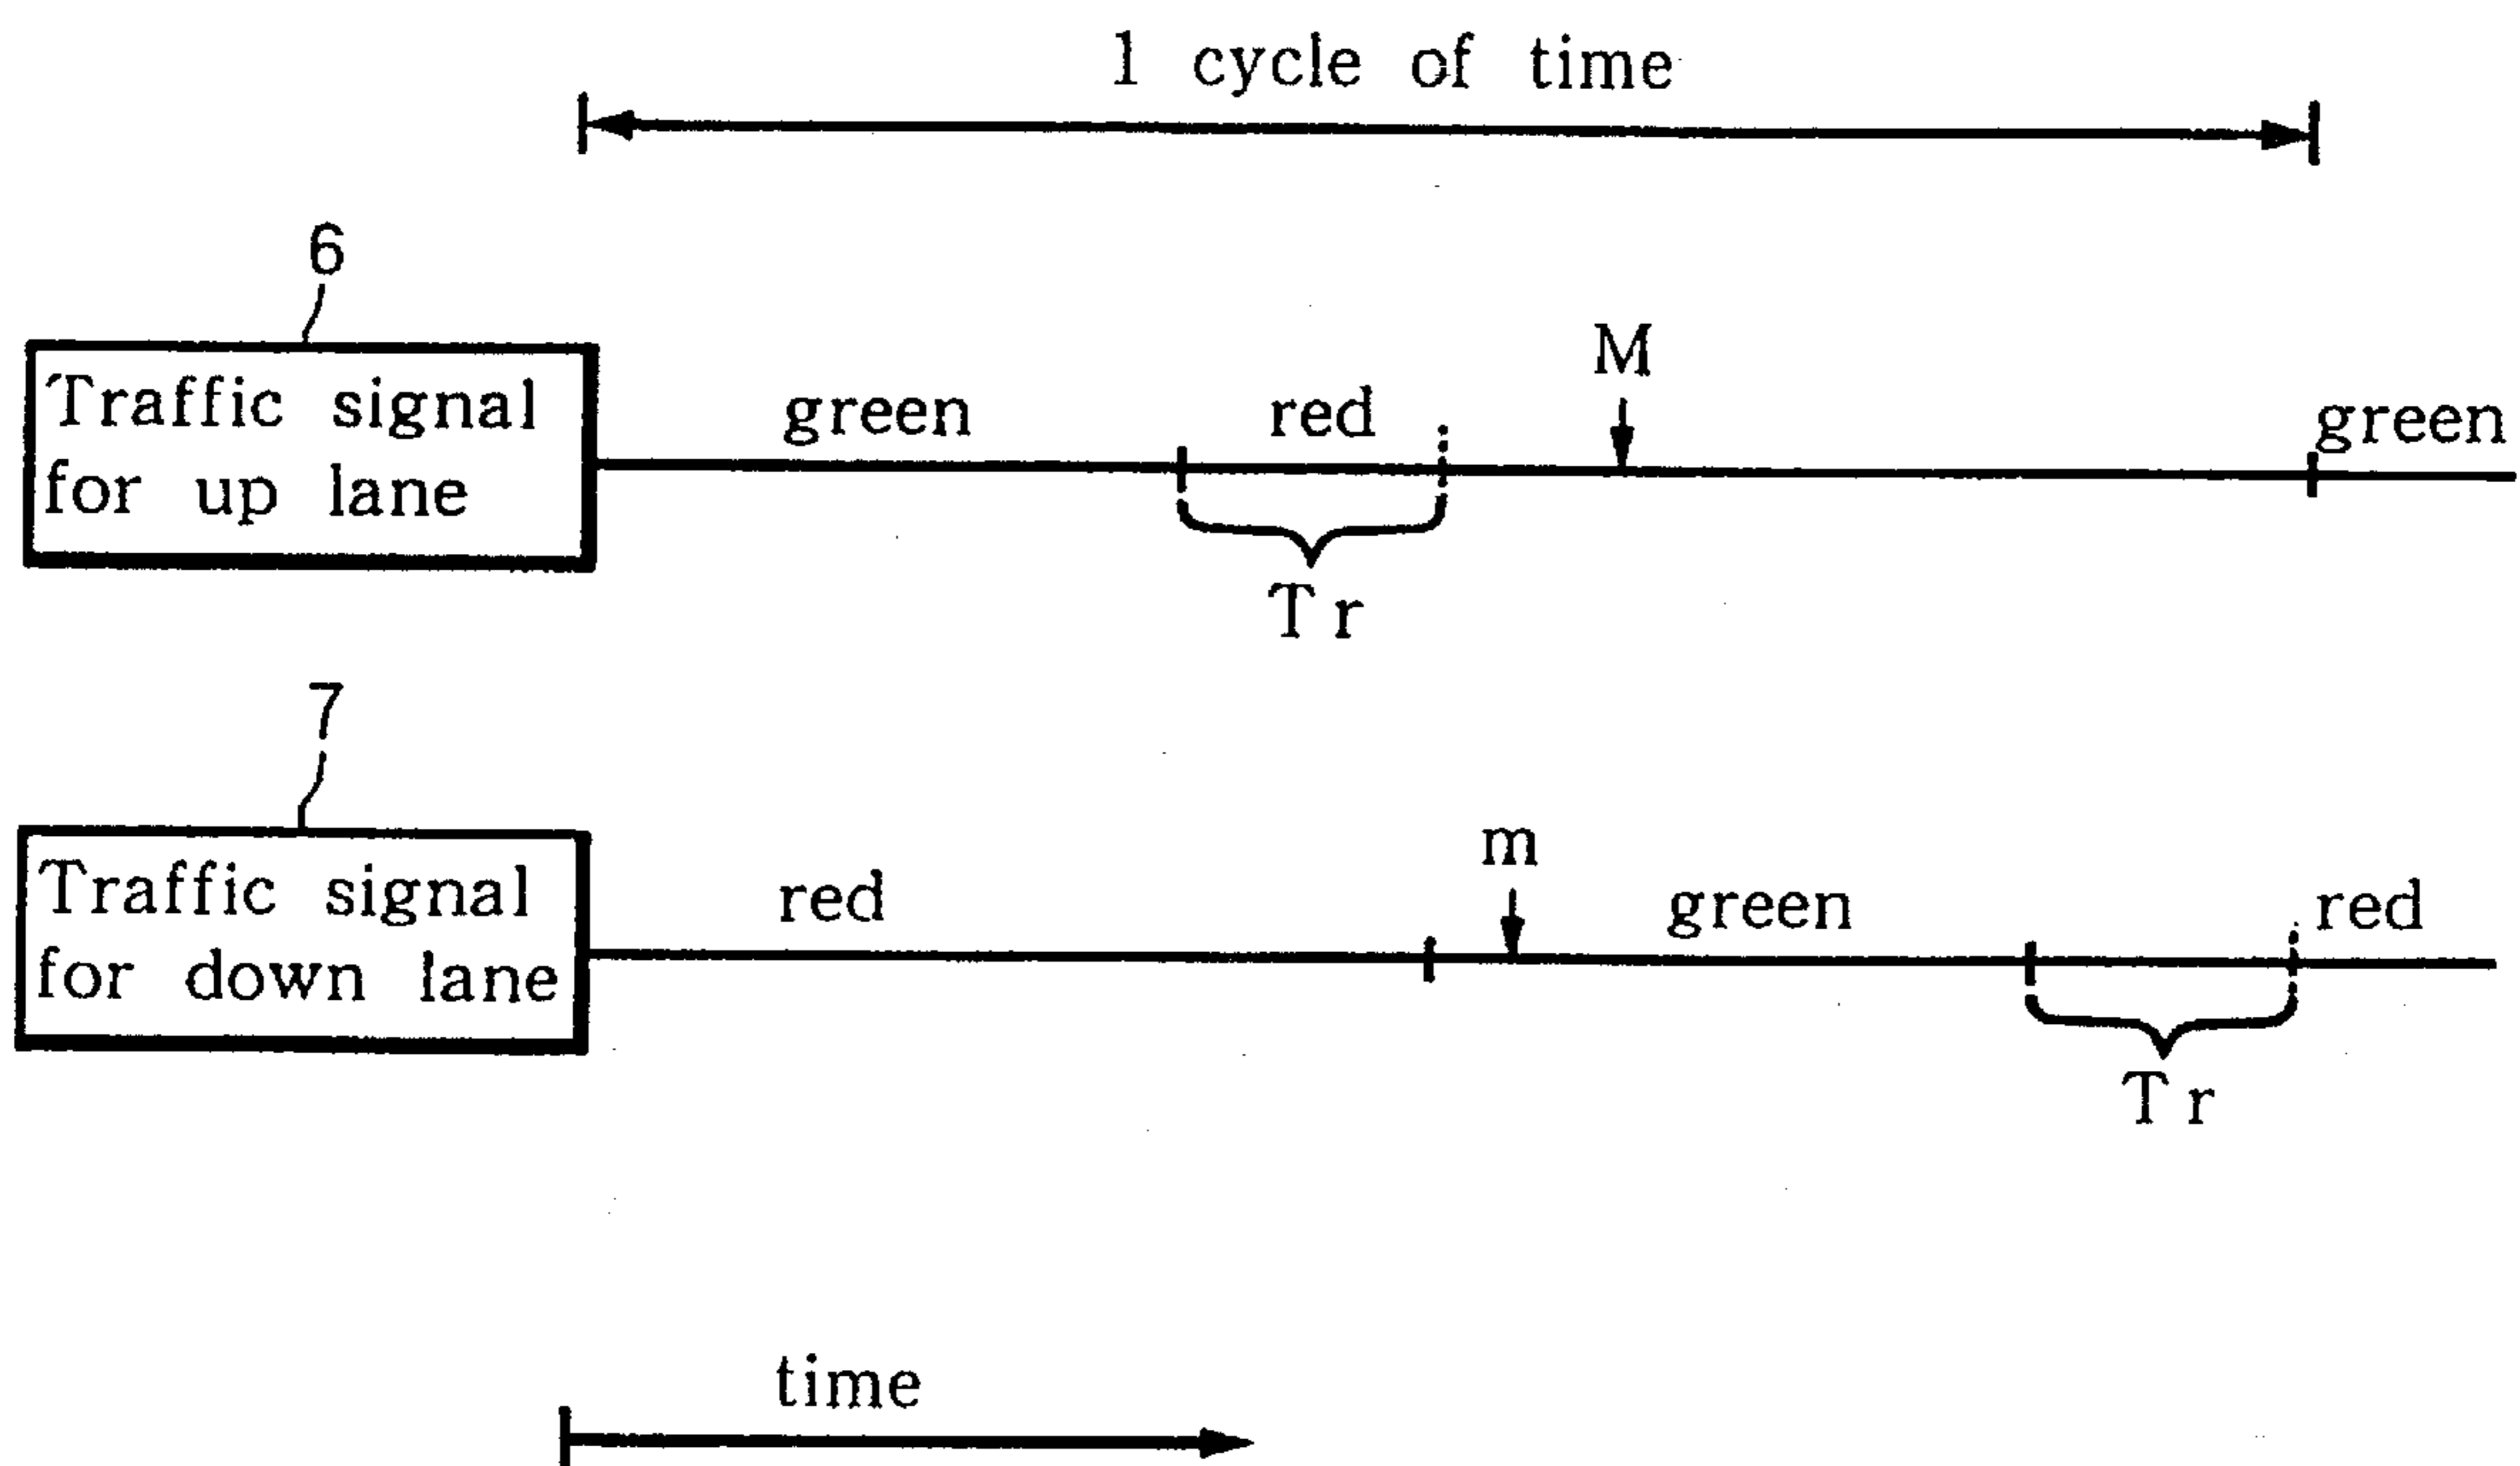 1 cycle of time
6
Traffic signal
for up lane
green
red
M
green
Tr
7
Traffic signal
for down lane
red
m
green
red
Tr
time